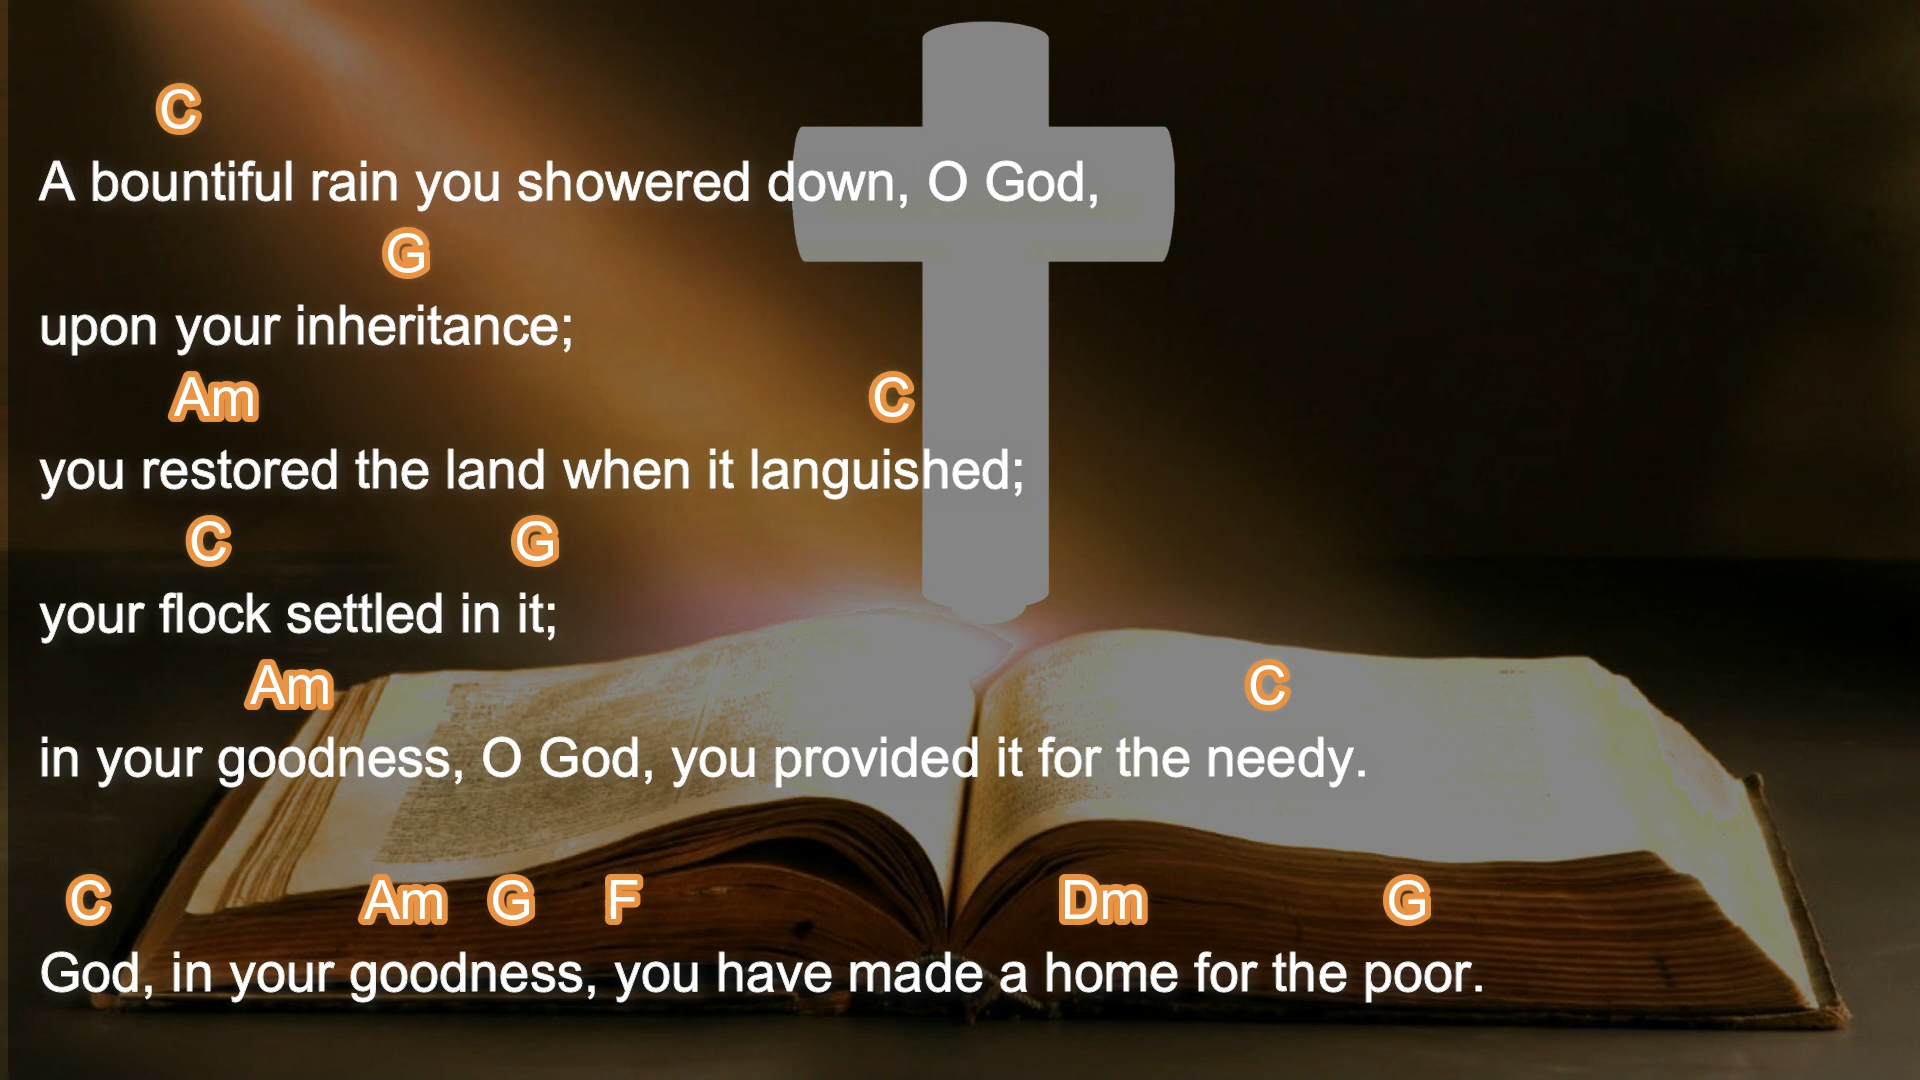 C
A bountiful rain you showered down, O God,
G
upon your inheritance;
Am C
you restored the land when it languished;
C G
your flock settled in it;
Am C
in your goodness, O God, you provided it for the needy.
C Am G F Dm G
God, in your goodness, you have made a home for the poor.